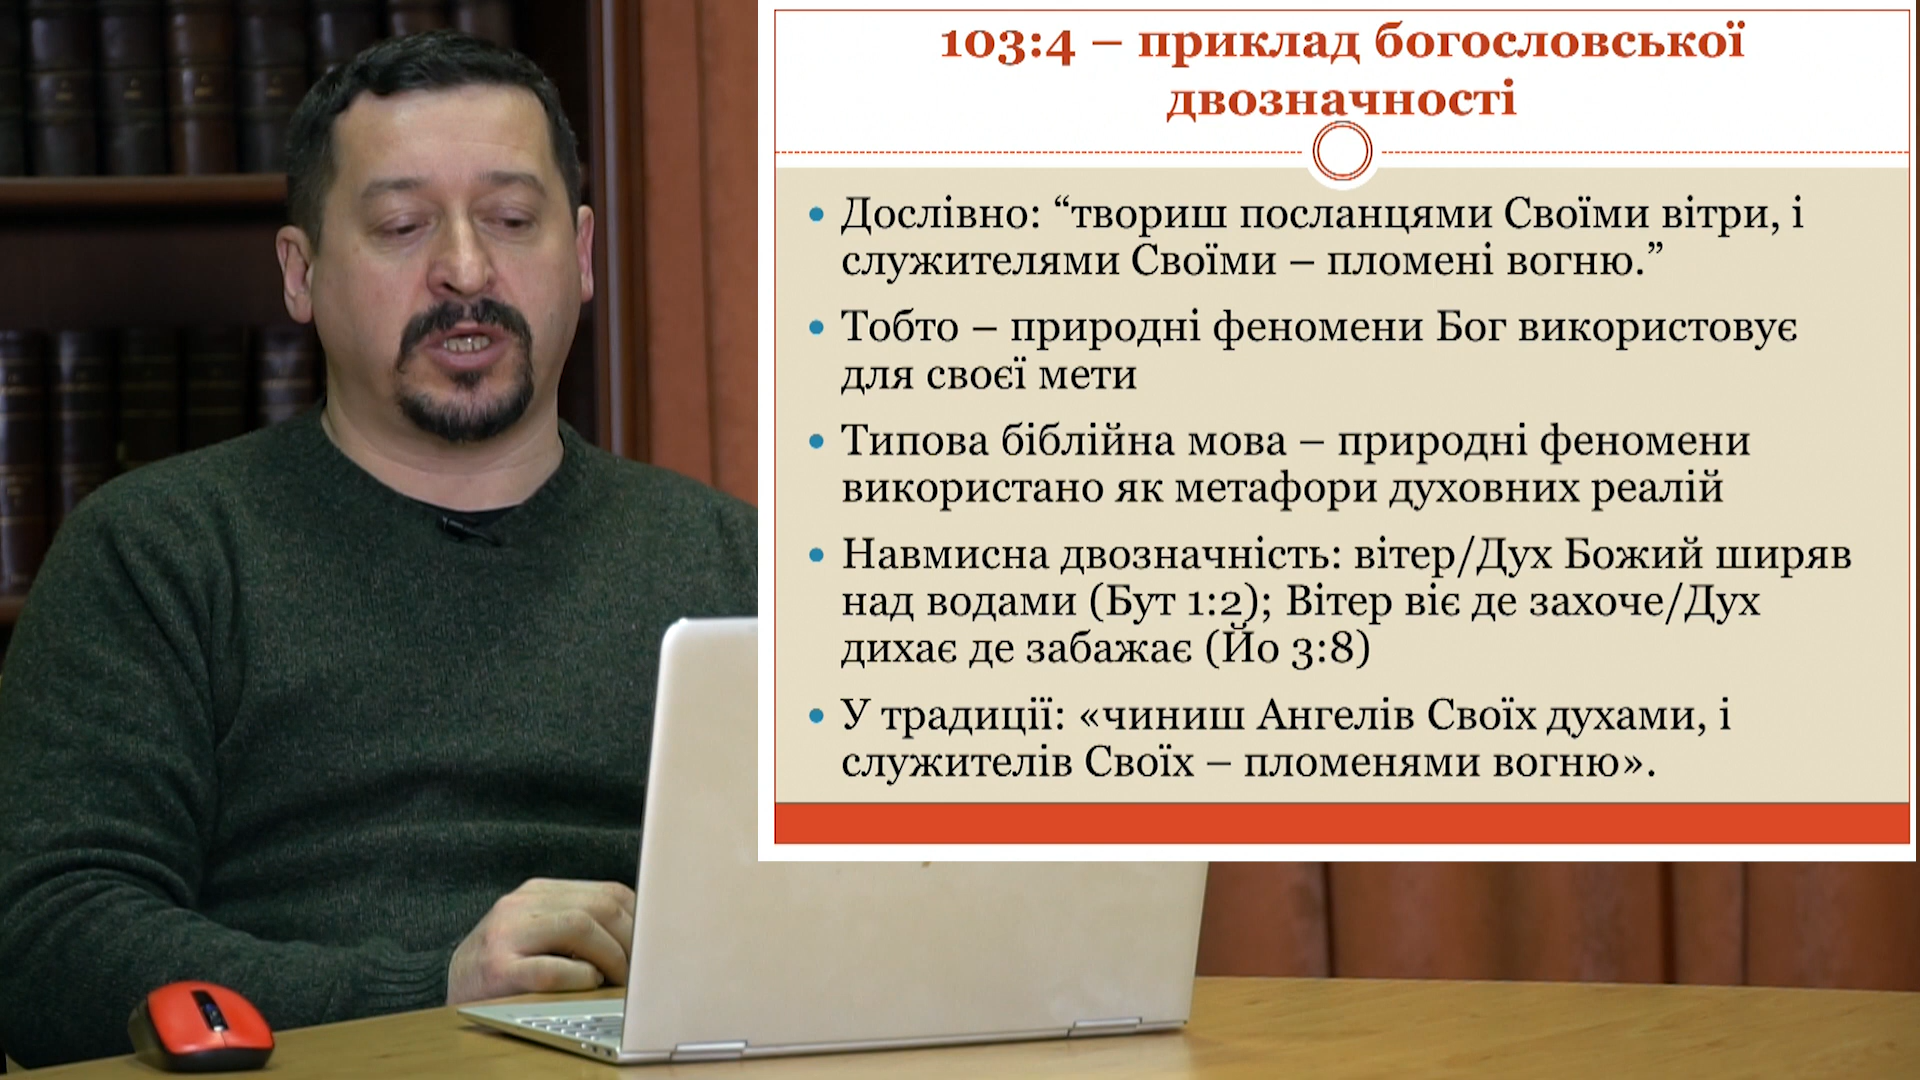 103:4 – приклад богословської
двозначності
• Дослівно: “твориш посланцями Своїми вітри, і
служителями Своїми – пломені вогню.”
• Тобто – природні феномени Бог використовує
для своєї мети
• Типова біблійна мова – природні феномени
використано як метафори духовних реалій
• Навмисна двозначність: вітер/Дух Божий ширяв
над водами (Бут 1:2); Вітер віє де захоче/Дух
дихає де забажає (Йо 3:8)
• У традиції: «чиниш Ангелів Своїх духами, і
служителів Своїх – пломенями вогню».